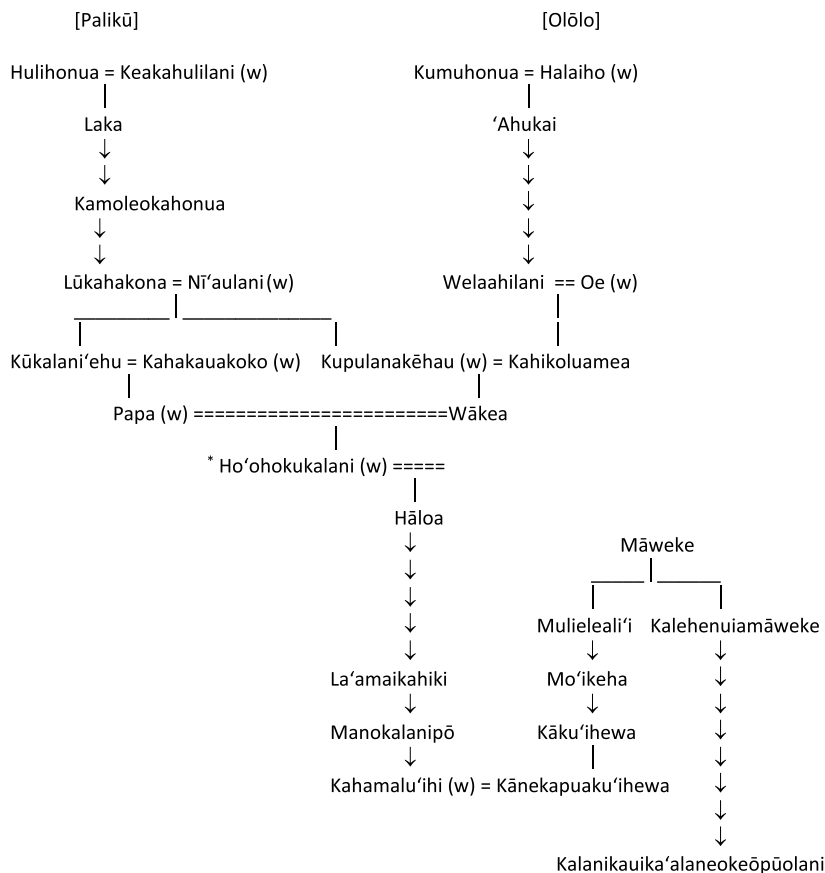 [Palikū] [Olōlo]
Hulihonua = Keakahulilani (w) Kumuhonua = Halaiho (w)
Laka ʻAhukai
Kamoleokahonua
Lūkahakona = Nīʻaulani (w) Welaahilani == Oe (w)
Kūkalaniʻehu = Kahakauakoko (w) Kupulanakēhau (w) = Kahikoluamea
Papa (w) ========================Wākea
* Hoʻohokukalani (w) =====
Hāloa
Māweke
Mulielealiʻi Kalehenuiamāweke
Laʻamaikahiki Moʻikeha
Manokalanipō Kākuʻihewa
Kahamaluʻihi (w) = Kānekapuakuʻihewa
Kalanikauikaʻalaneokeōpūolani